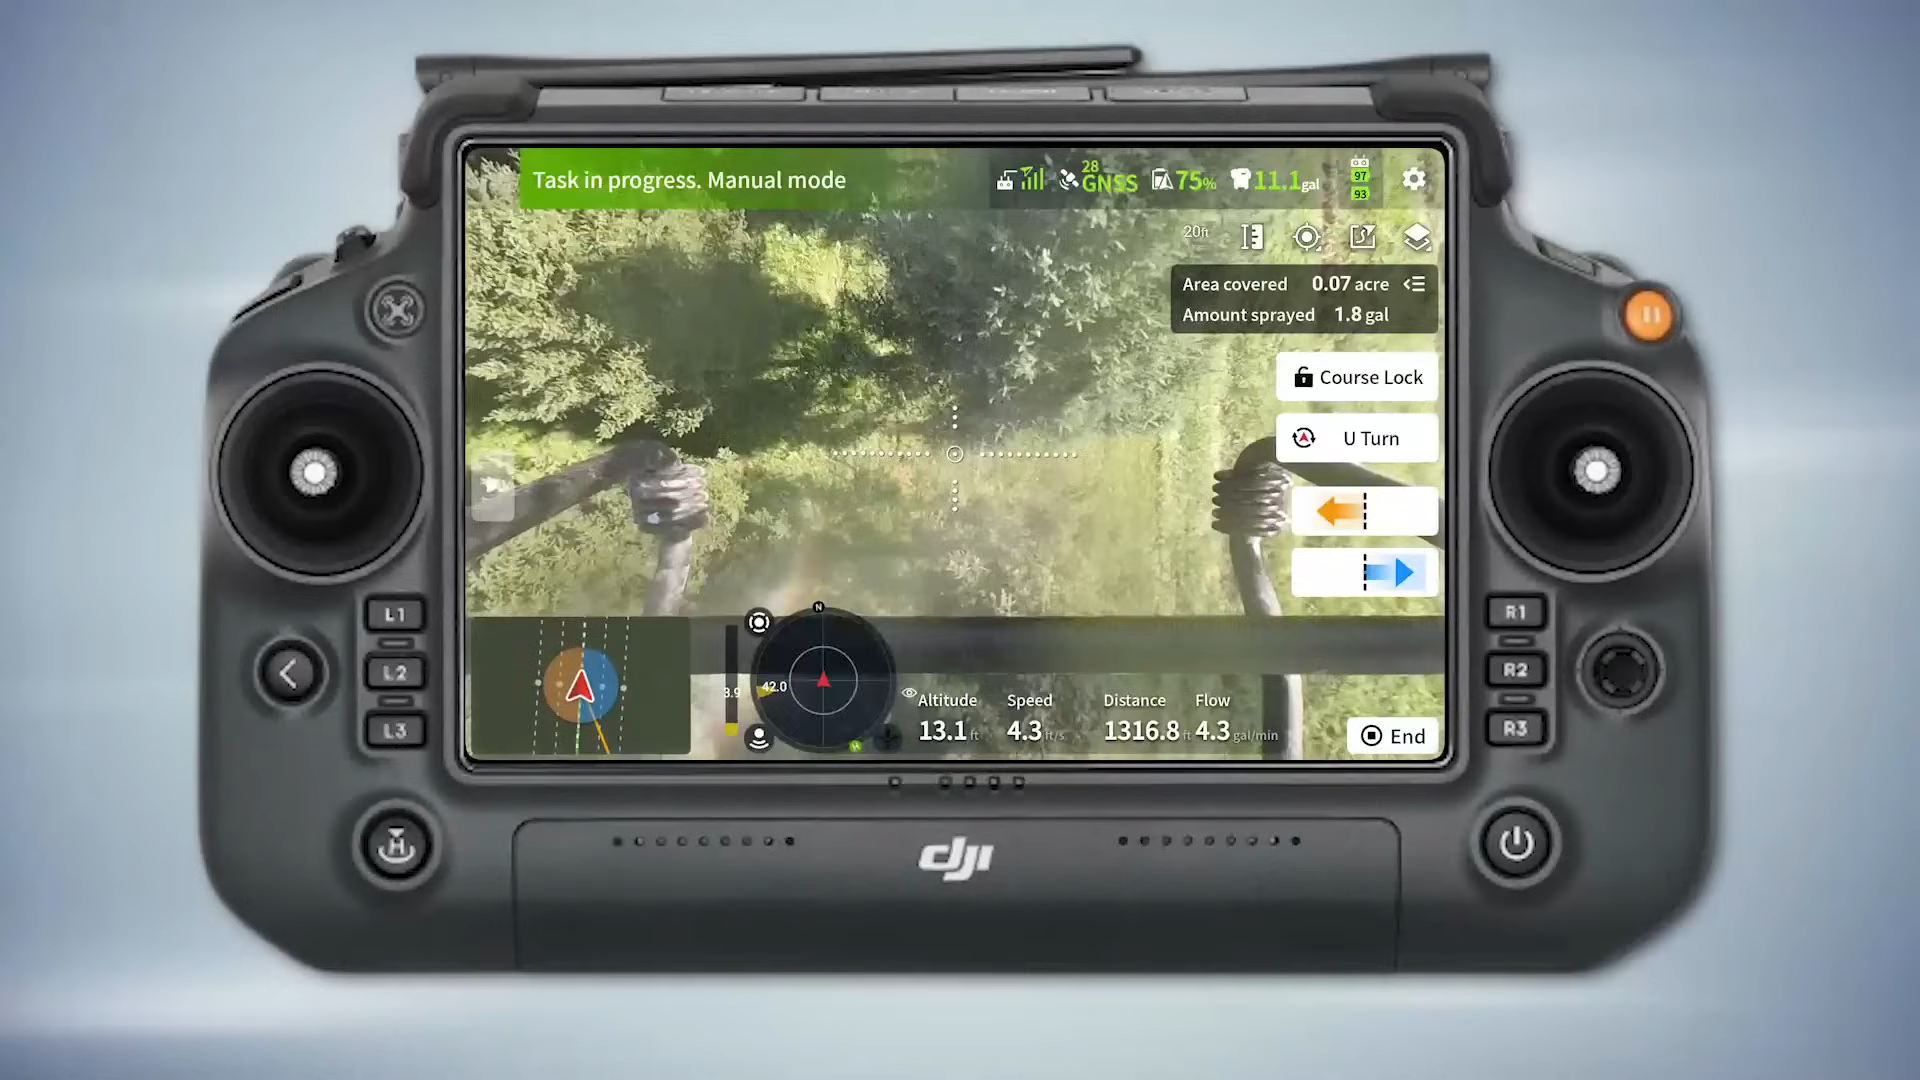 Task in progress. Manual mode
28
GNSS
75%
11.1gal
97
93
20ft
Area covered 0.07 acre
Amount sprayed 1.8 gal
Course Lock
U Turn
N
3.9
42.0
H
Altitude
13.1 ft
Speed
4.3 ft/s
Distance
1316.8 ft
Flow
4.3 gal/min
End
L1
L2
L3
R1
R2
R3
H
dji